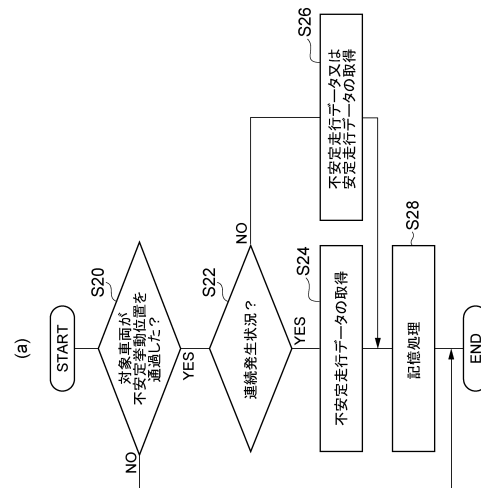 (a)
START
S20
対象車両が
不安定挙動位置を
通過した?
NO
YES
S22
連続発生状況?
NO
YES
S24
不安定走行データの取得
S26
不安定走行データ又は
安定走行データの取得
S28
記憶処理
END